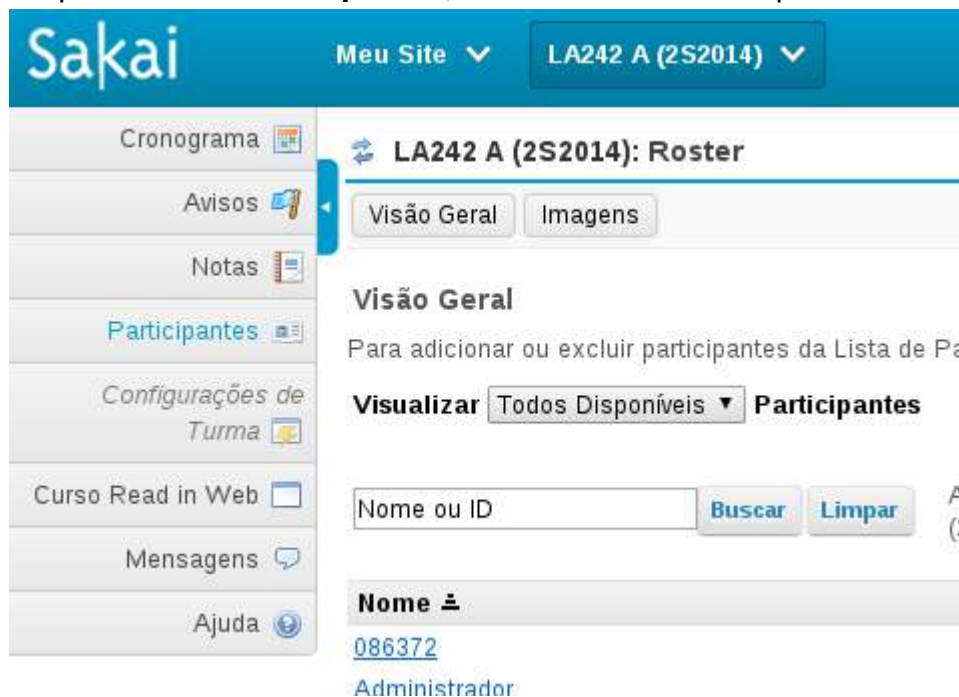 Sakai
Meu Site
LA242 A (2S2014)
Cronograma
Avisos
Notas
Participantes
Configurações de
Turma
Curso Read in Web
Mensagens
Ajuda
LA242 A (2S2014): Roster
Visão Geral Imagens
Visão Geral
Para adicionar ou excluir participantes da Lista de
Visualizar Todos Disponíveis Participantes
Nome ou ID Buscar Limpar
Nome
086372
Administrador